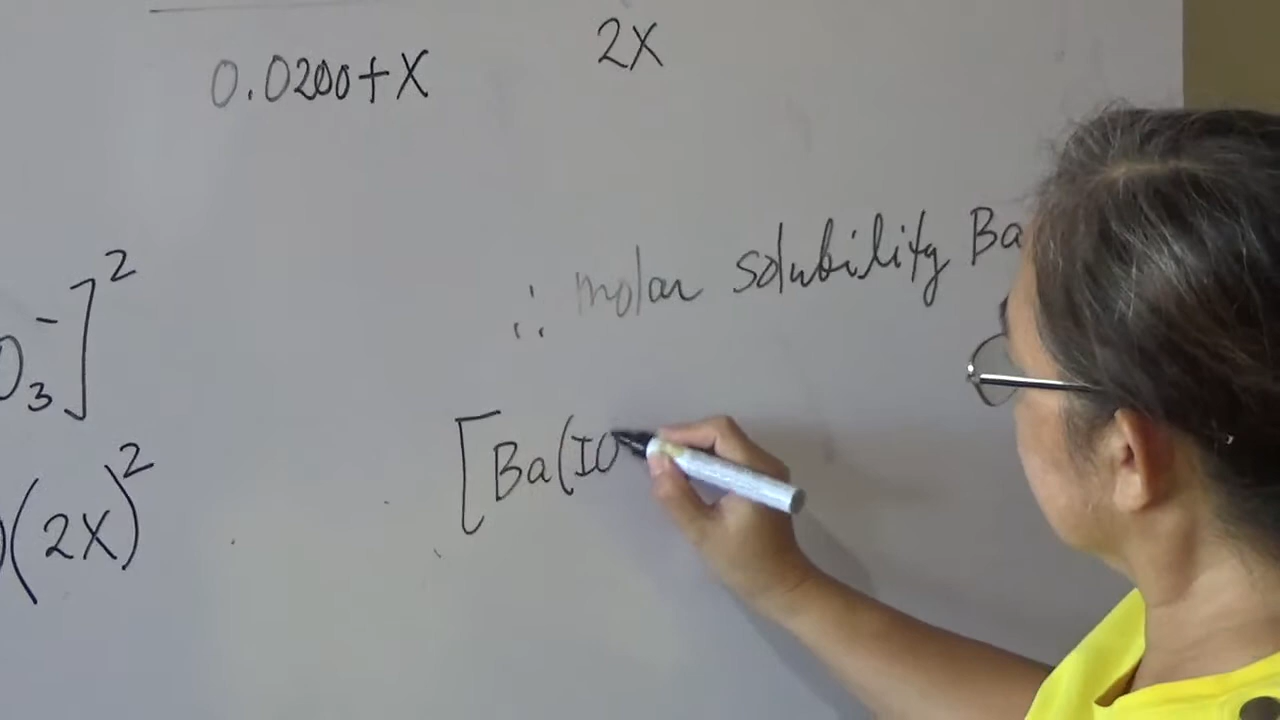 0.0200+X 2X
∴ molar solubility Ba
O₃⁻]²
[Ba(IO
)(2X)²